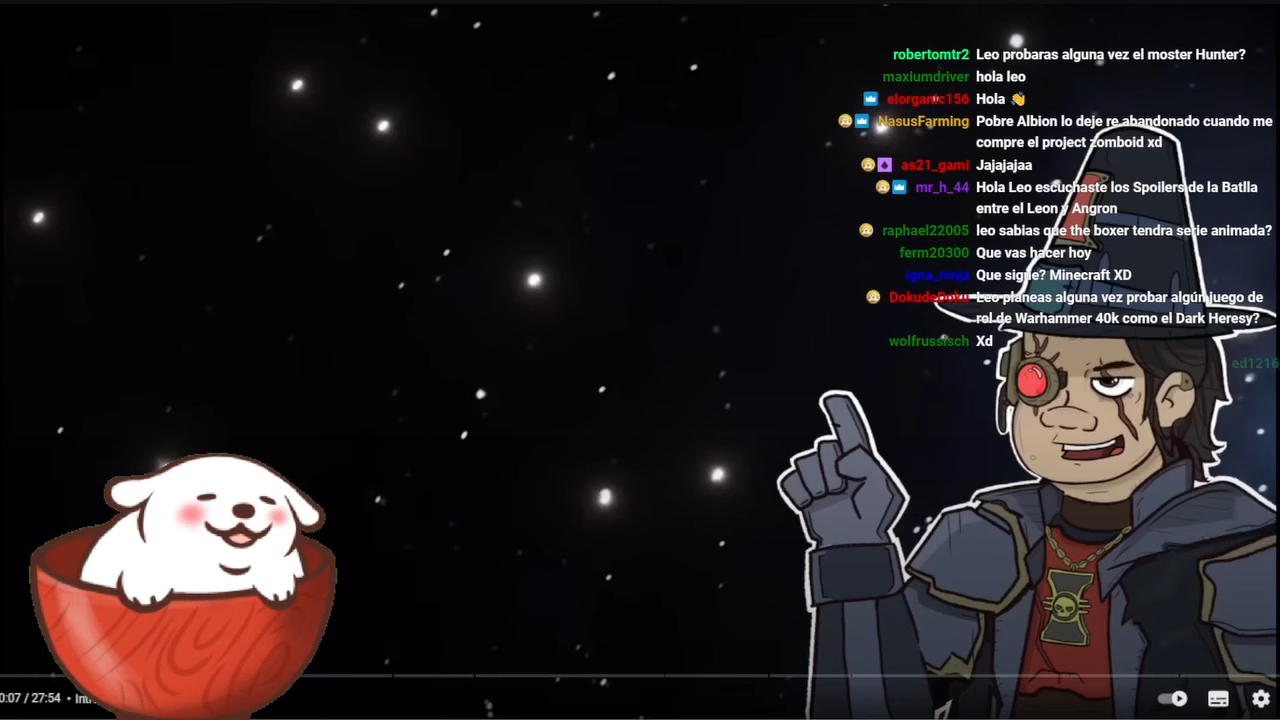 robertomtr2 Leo probaras alguna vez el moster Hunter?
maxiumdriver hola leo
elorganic156 Hola 👋
NasusFarming Pobre Albion lo deje re abandonado cuando me
compre el project zomboid xd
as21_gami Jajajajaa
mr_h_44 Hola Leo escuchaste los Spoilers de la Batlla
entre el Leon y Angron
raphael22005 leo sabias que the boxer tendra serie animada?
ferm20300 Que vas hacer hoy
igna_ninja Que sigue? Minecraft XD
DokudeDoku Leo planeas alguna vez probar algún juego de
rol de Warhammer 40k como el Dark Heresy?
wolfrussisch Xd
ed1216
0:07 / 27:54 •